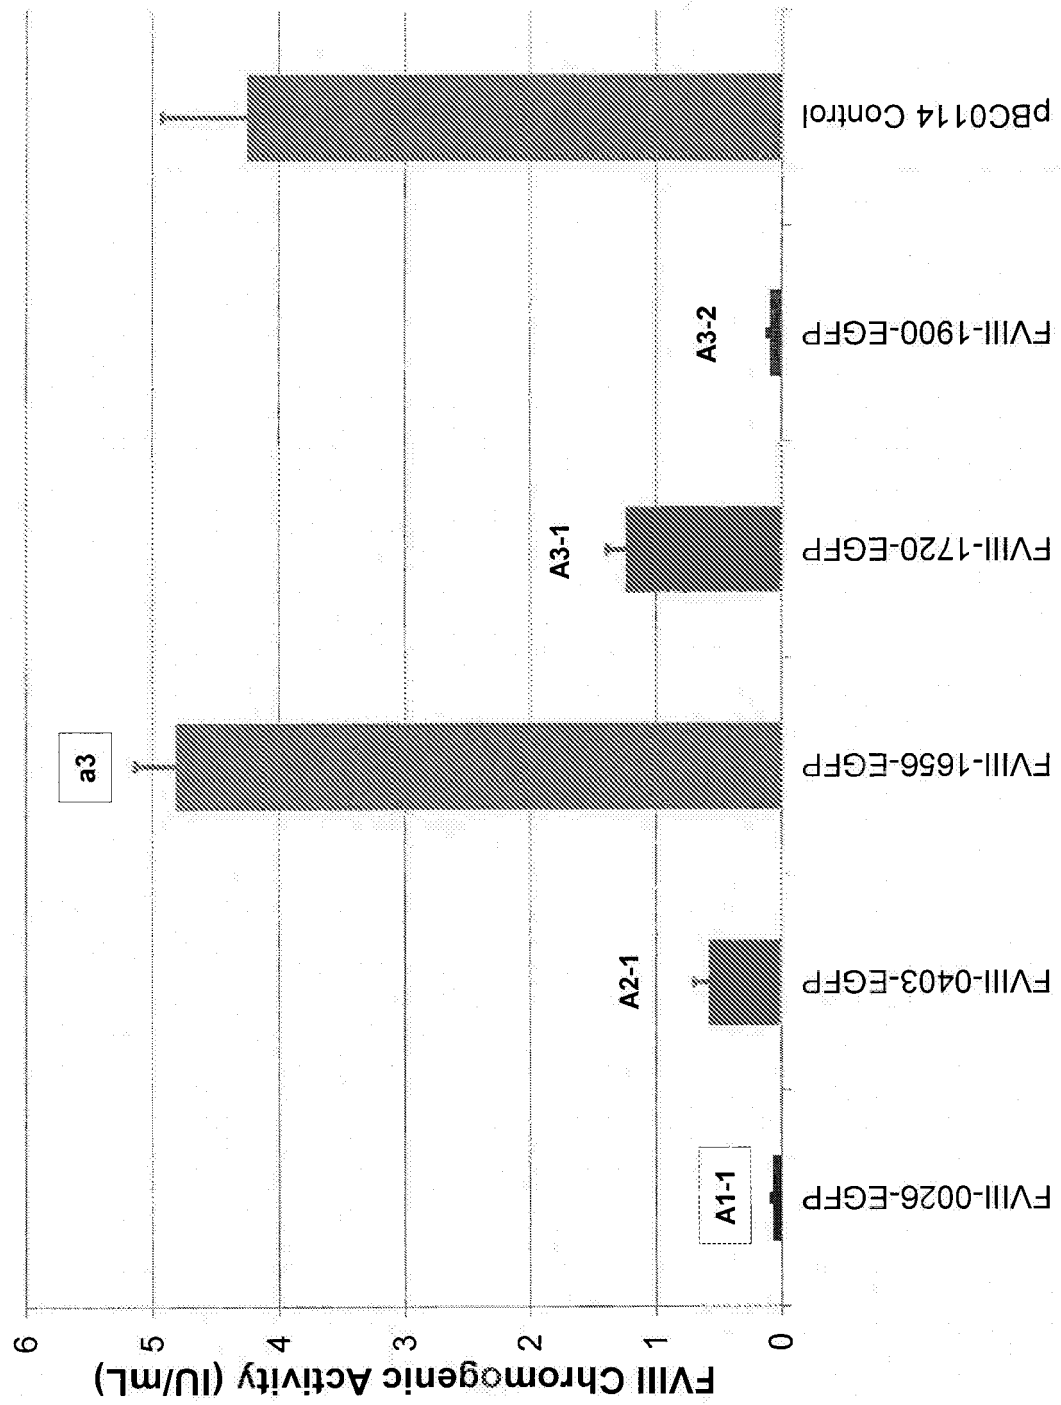 FVIII Chromogenic Activity (IU/mL)
6
5
4
3
2
1
0
A1-1
A2-1
a3
A3-1
A3-2
FVIII-0026-EGFP
FVIII-0403-EGFP
FVIII-1656-EGFP
FVIII-1720-EGFP
FVIII-1900-EGFP
pBC0114 Control